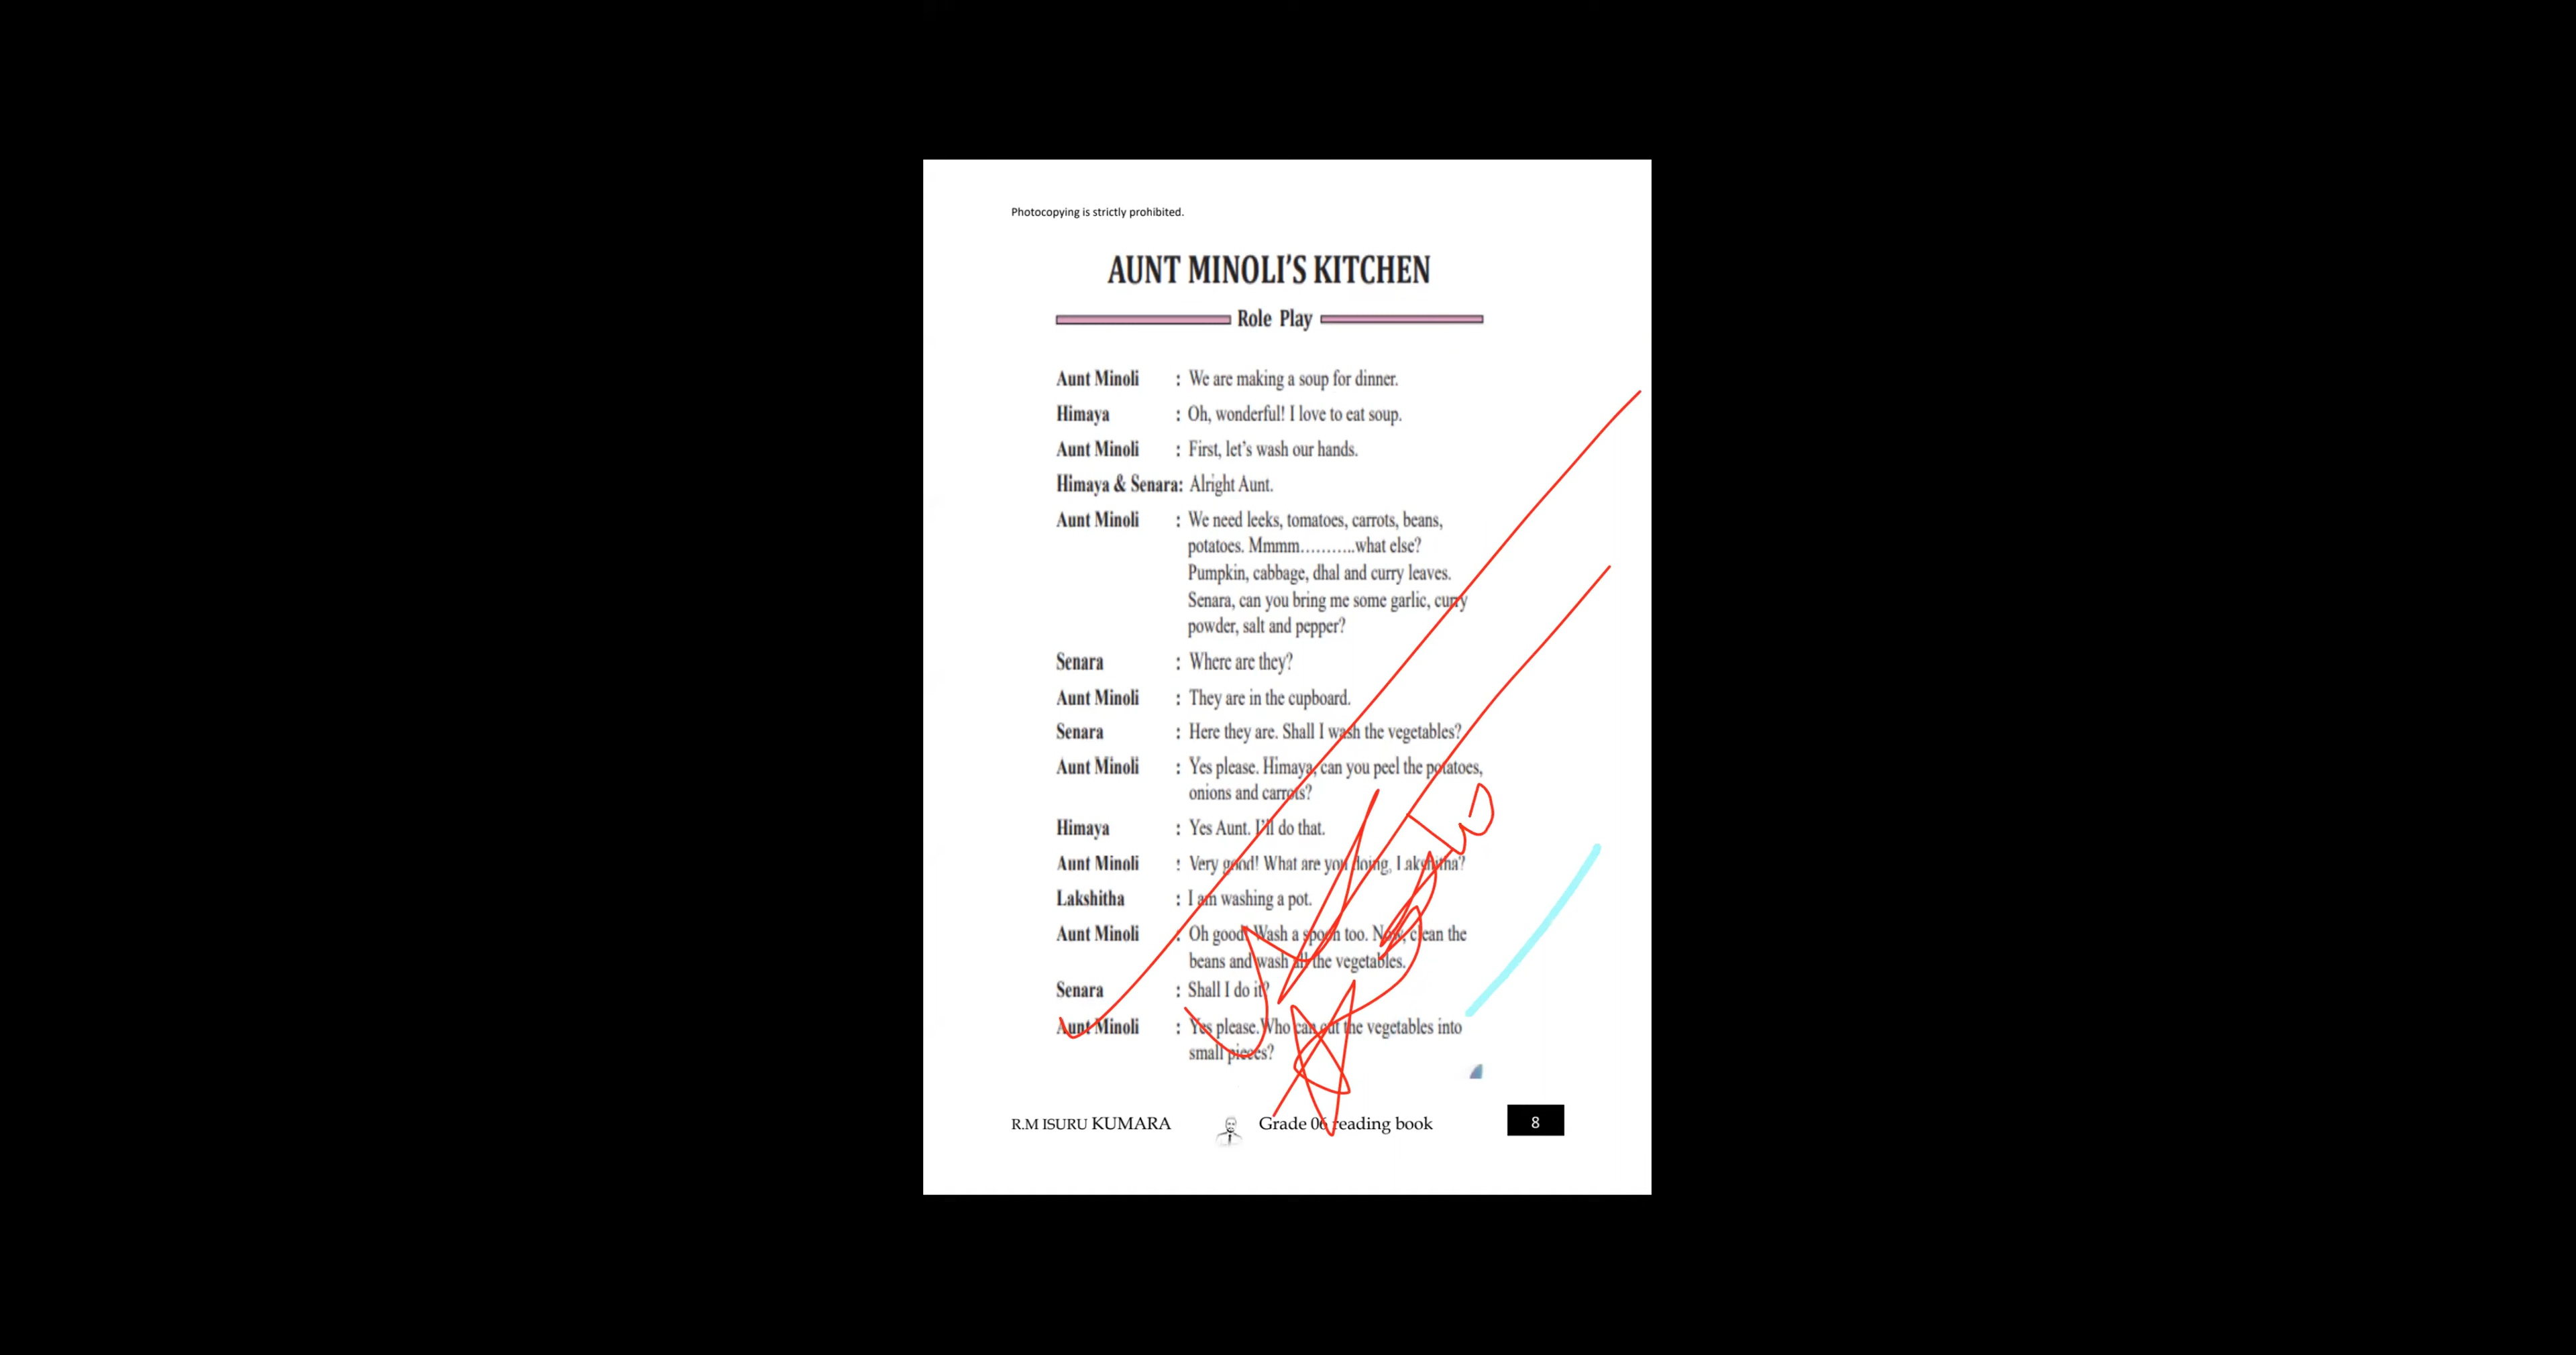 Photocopying is strictly prohibited.
AUNT MINOLI'S KITCHEN
Role Play
Aunt Minoli : We are making a soup for dinner.
Himaya : Oh, wonderful! I love to eat soup.
Aunt Minoli : First, let's wash our hands.
Himaya & Senara: Alright Aunt.
Aunt Minoli : We need leeks, tomatoes, carrots, beans,
potatoes. Mmmm………..what else?
Pumpkin, cabbage, dhal and curry leaves.
Senara, can you bring me some garlic, curry
powder, salt and pepper?
Senara : Where are they?
Aunt Minoli : They are in the cupboard.
Senara : Here they are. Shall I wash the vegetables?
Aunt Minoli : Yes please. Himaya, can you peel the potatoes,
onions and carrots?
Himaya : Yes Aunt. I'll do that.
Aunt Minoli : Very good! What are you doing, Lakshitha?
Lakshitha : I am washing a pot.
Aunt Minoli : Oh good! Wash a spoon too. Now, clean the
beans and wash all the vegetables.
Senara : Shall I do it?
Aunt Minoli : Yes please. Who can cut the vegetables into
small pieces?
R.M ISURU KUMARA Grade 06 reading book 8